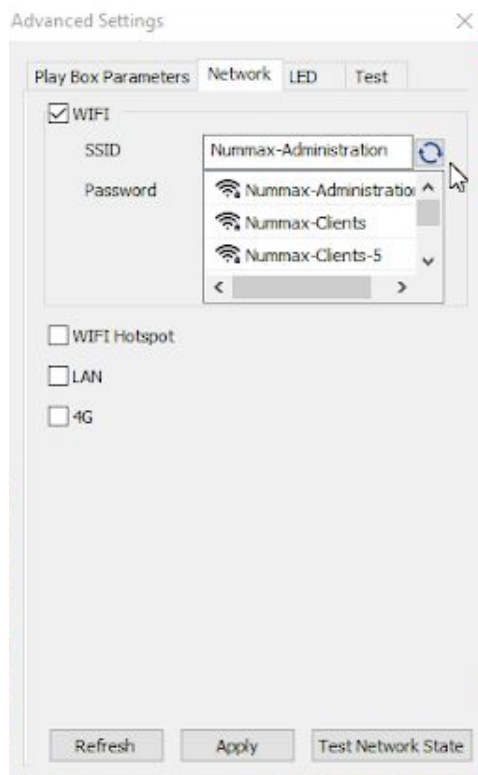 Advanced Settings
Play Box Parameters Network LED Test
WIFI
SSID Nummax-Administration
Password Nummax-Administratio
Nummax-Clients
Nummax-Clients-5
WIFI Hotspot
LAN
4G
Refresh Apply Test Network State